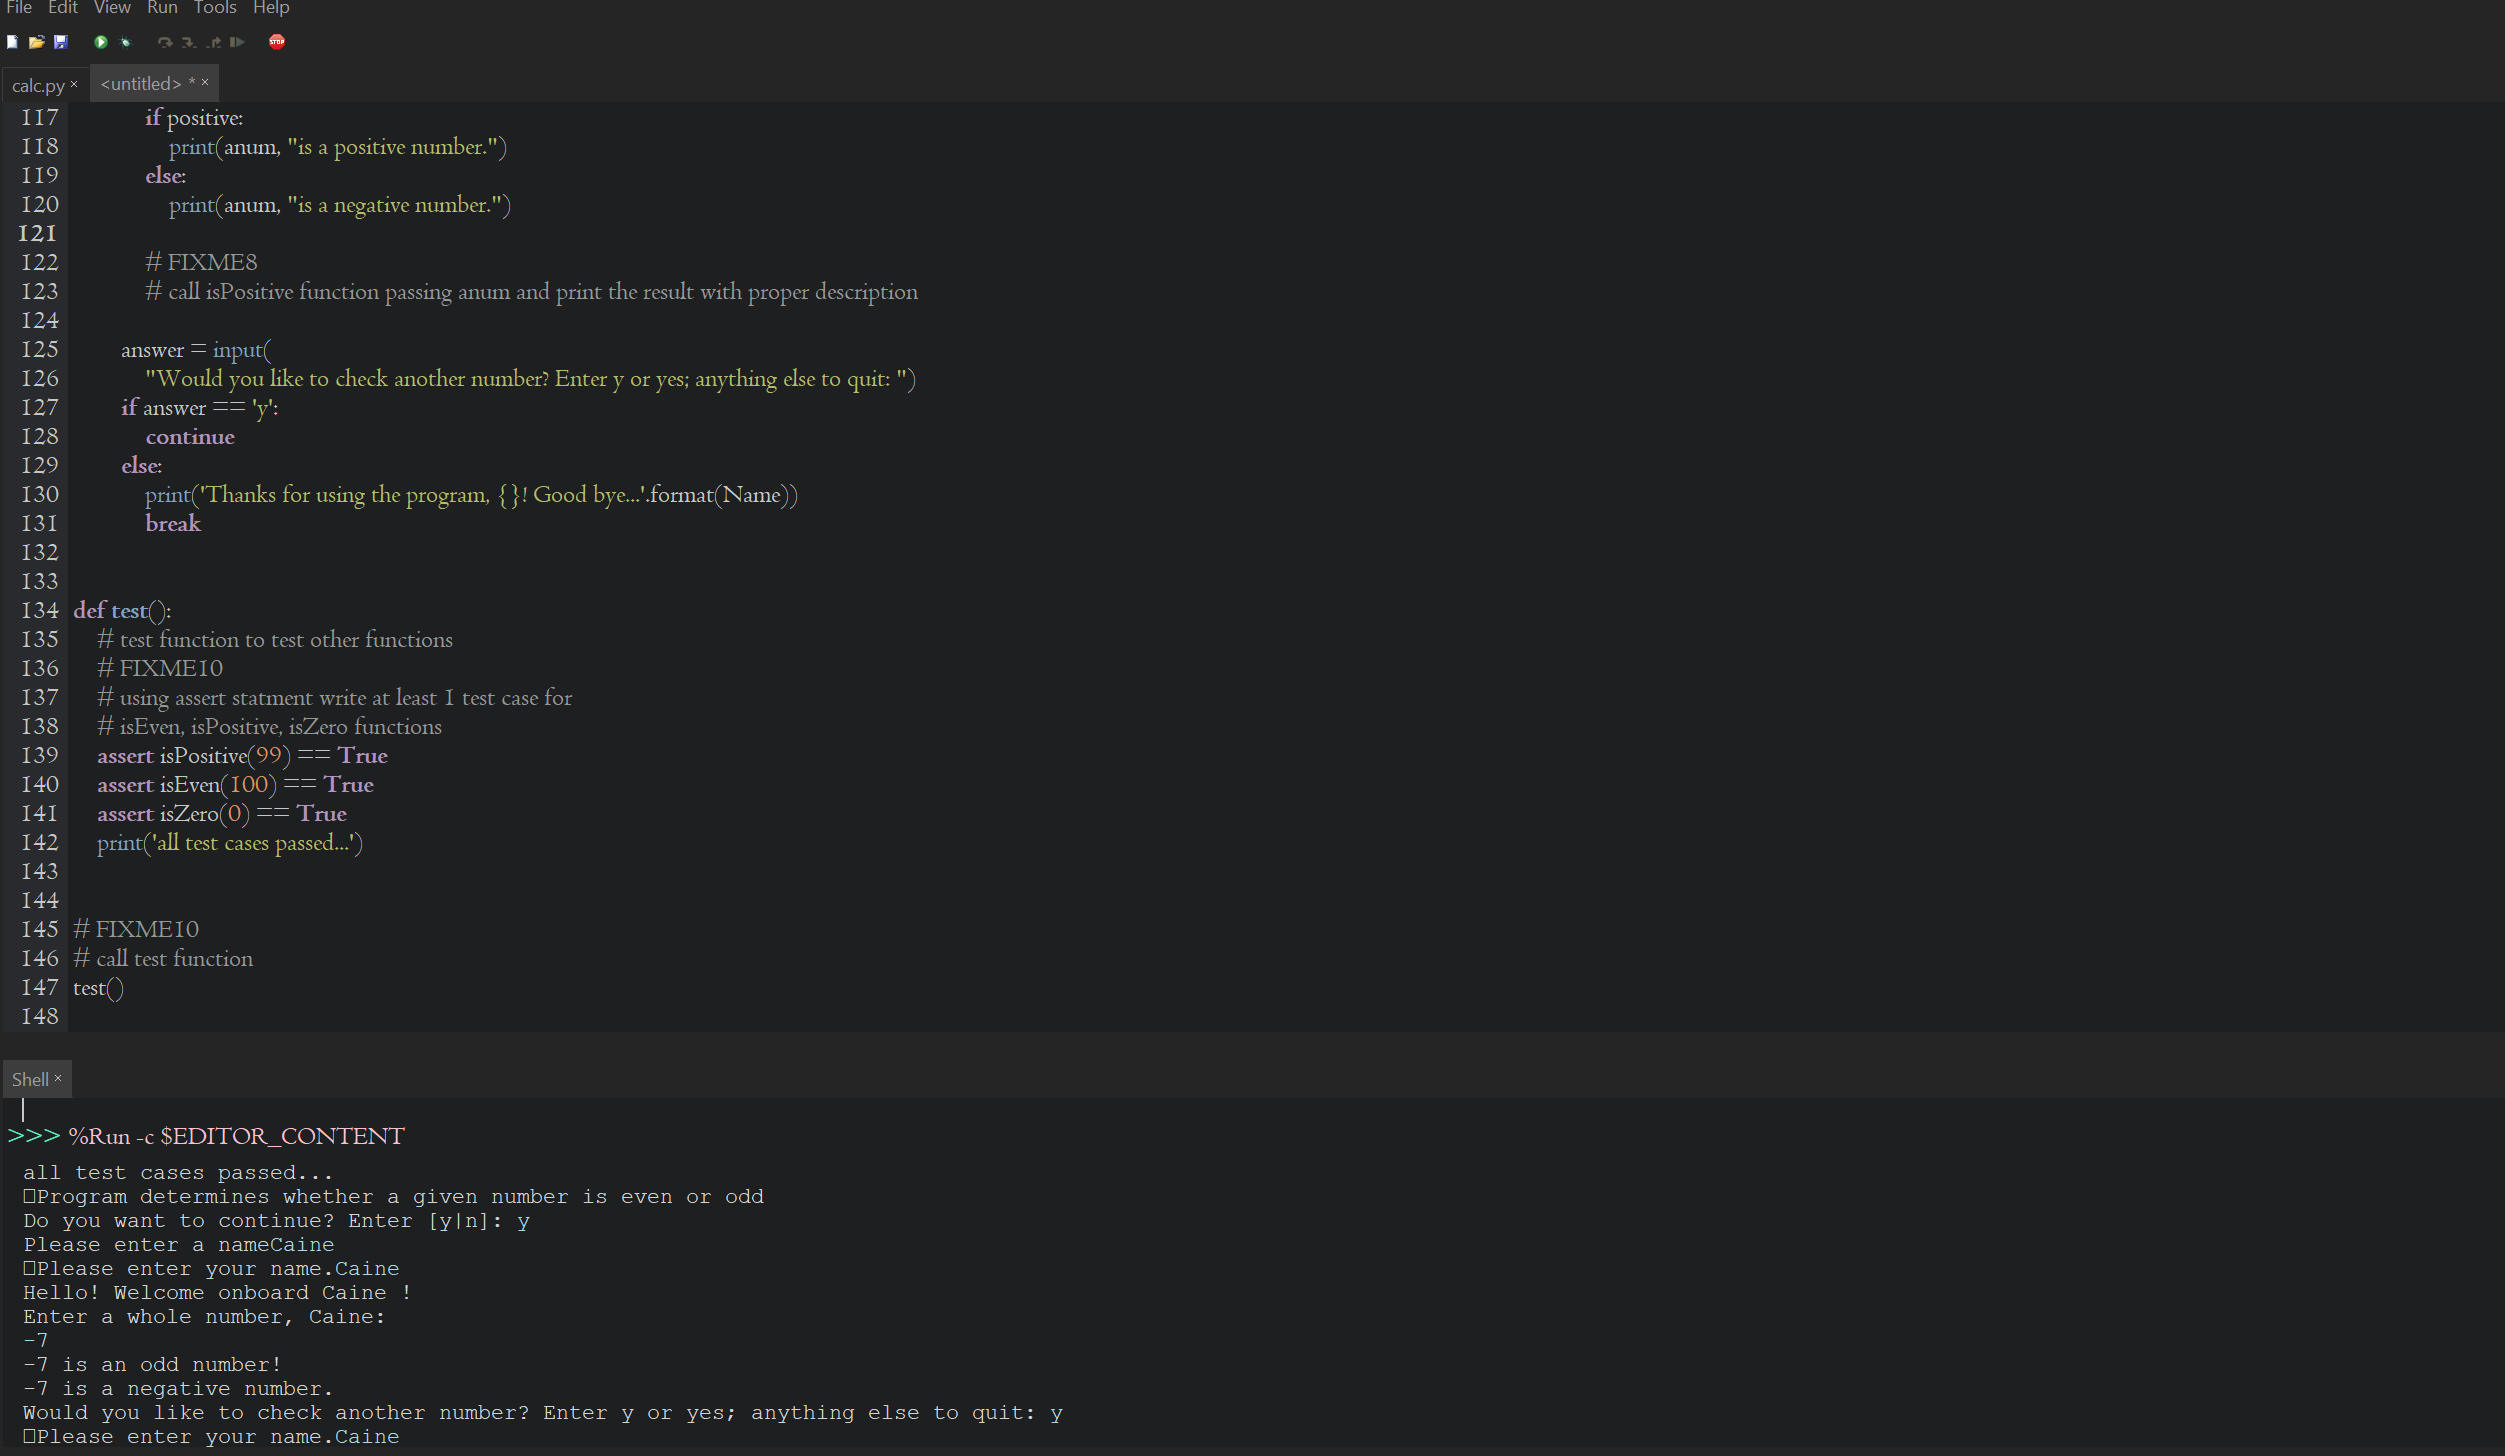 File Edit View Run Tools Help
STOP
calc.py × <untitled> * ×
117 if positive:
118 print(anum, "is a positive number.")
119 else:
120 print(anum, "is a negative number.")
121
122 # FIXME8
123 # call isPositive function passing anum and print the result with proper description
124
125 answer = input(
126 "Would you like to check another number? Enter y or yes; anything else to quit: ")
127 if answer == 'y':
128 continue
129 else:
130 print('Thanks for using the program, {}! Good bye...'.format(Name))
131 break
132
133
134 def test():
135 # test function to test other functions
136 # FIXME10
137 # using assert statment write at least 1 test case for
138 # isEven, isPositive, isZero functions
139 assert isPositive(99) == True
140 assert isEven(100) == True
141 assert isZero(0) == True
142 print('all test cases passed...')
143
144
145 # FIXME10
146 # call test function
147 test()
148
Shell ×
>>> %Run -c $EDITOR_CONTENT
all test cases passed...
□Program determines whether a given number is even or odd
Do you want to continue? Enter [y|n]: y
Please enter a nameCaine
□Please enter your name.Caine
Hello! Welcome onboard Caine !
Enter a whole number, Caine:
-7
-7 is an odd number!
-7 is a negative number.
Would you like to check another number? Enter y or yes; anything else to quit: y
□Please enter your name.Caine